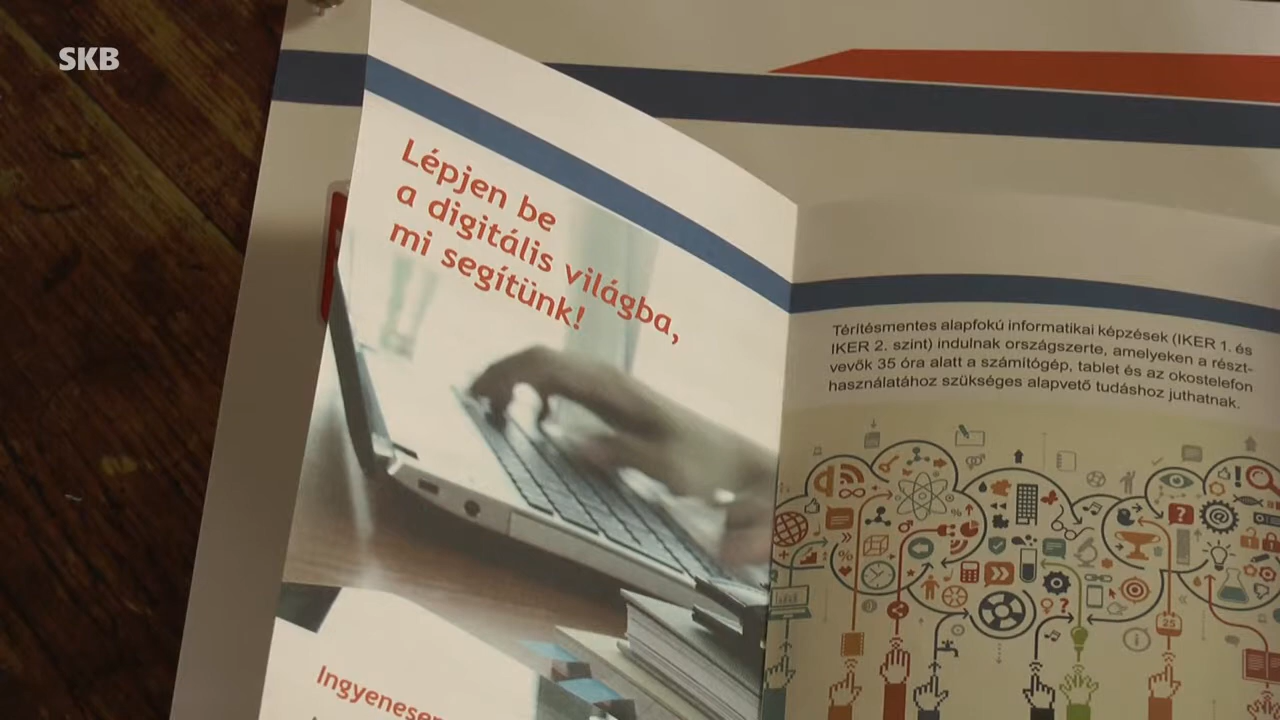 SKB
Lépjen be
a digitális világba,
mi segítünk!
Térítésmentes alapfokú informatikai képzések (IKER 1. és
IKER 2. szint) indulnak országszerte, amelyeken a részt-
vevők 35 óra alatt a számítógép, tablet és az okostelefon
használatához szükséges alapvető tudáshoz juthatnak.
25